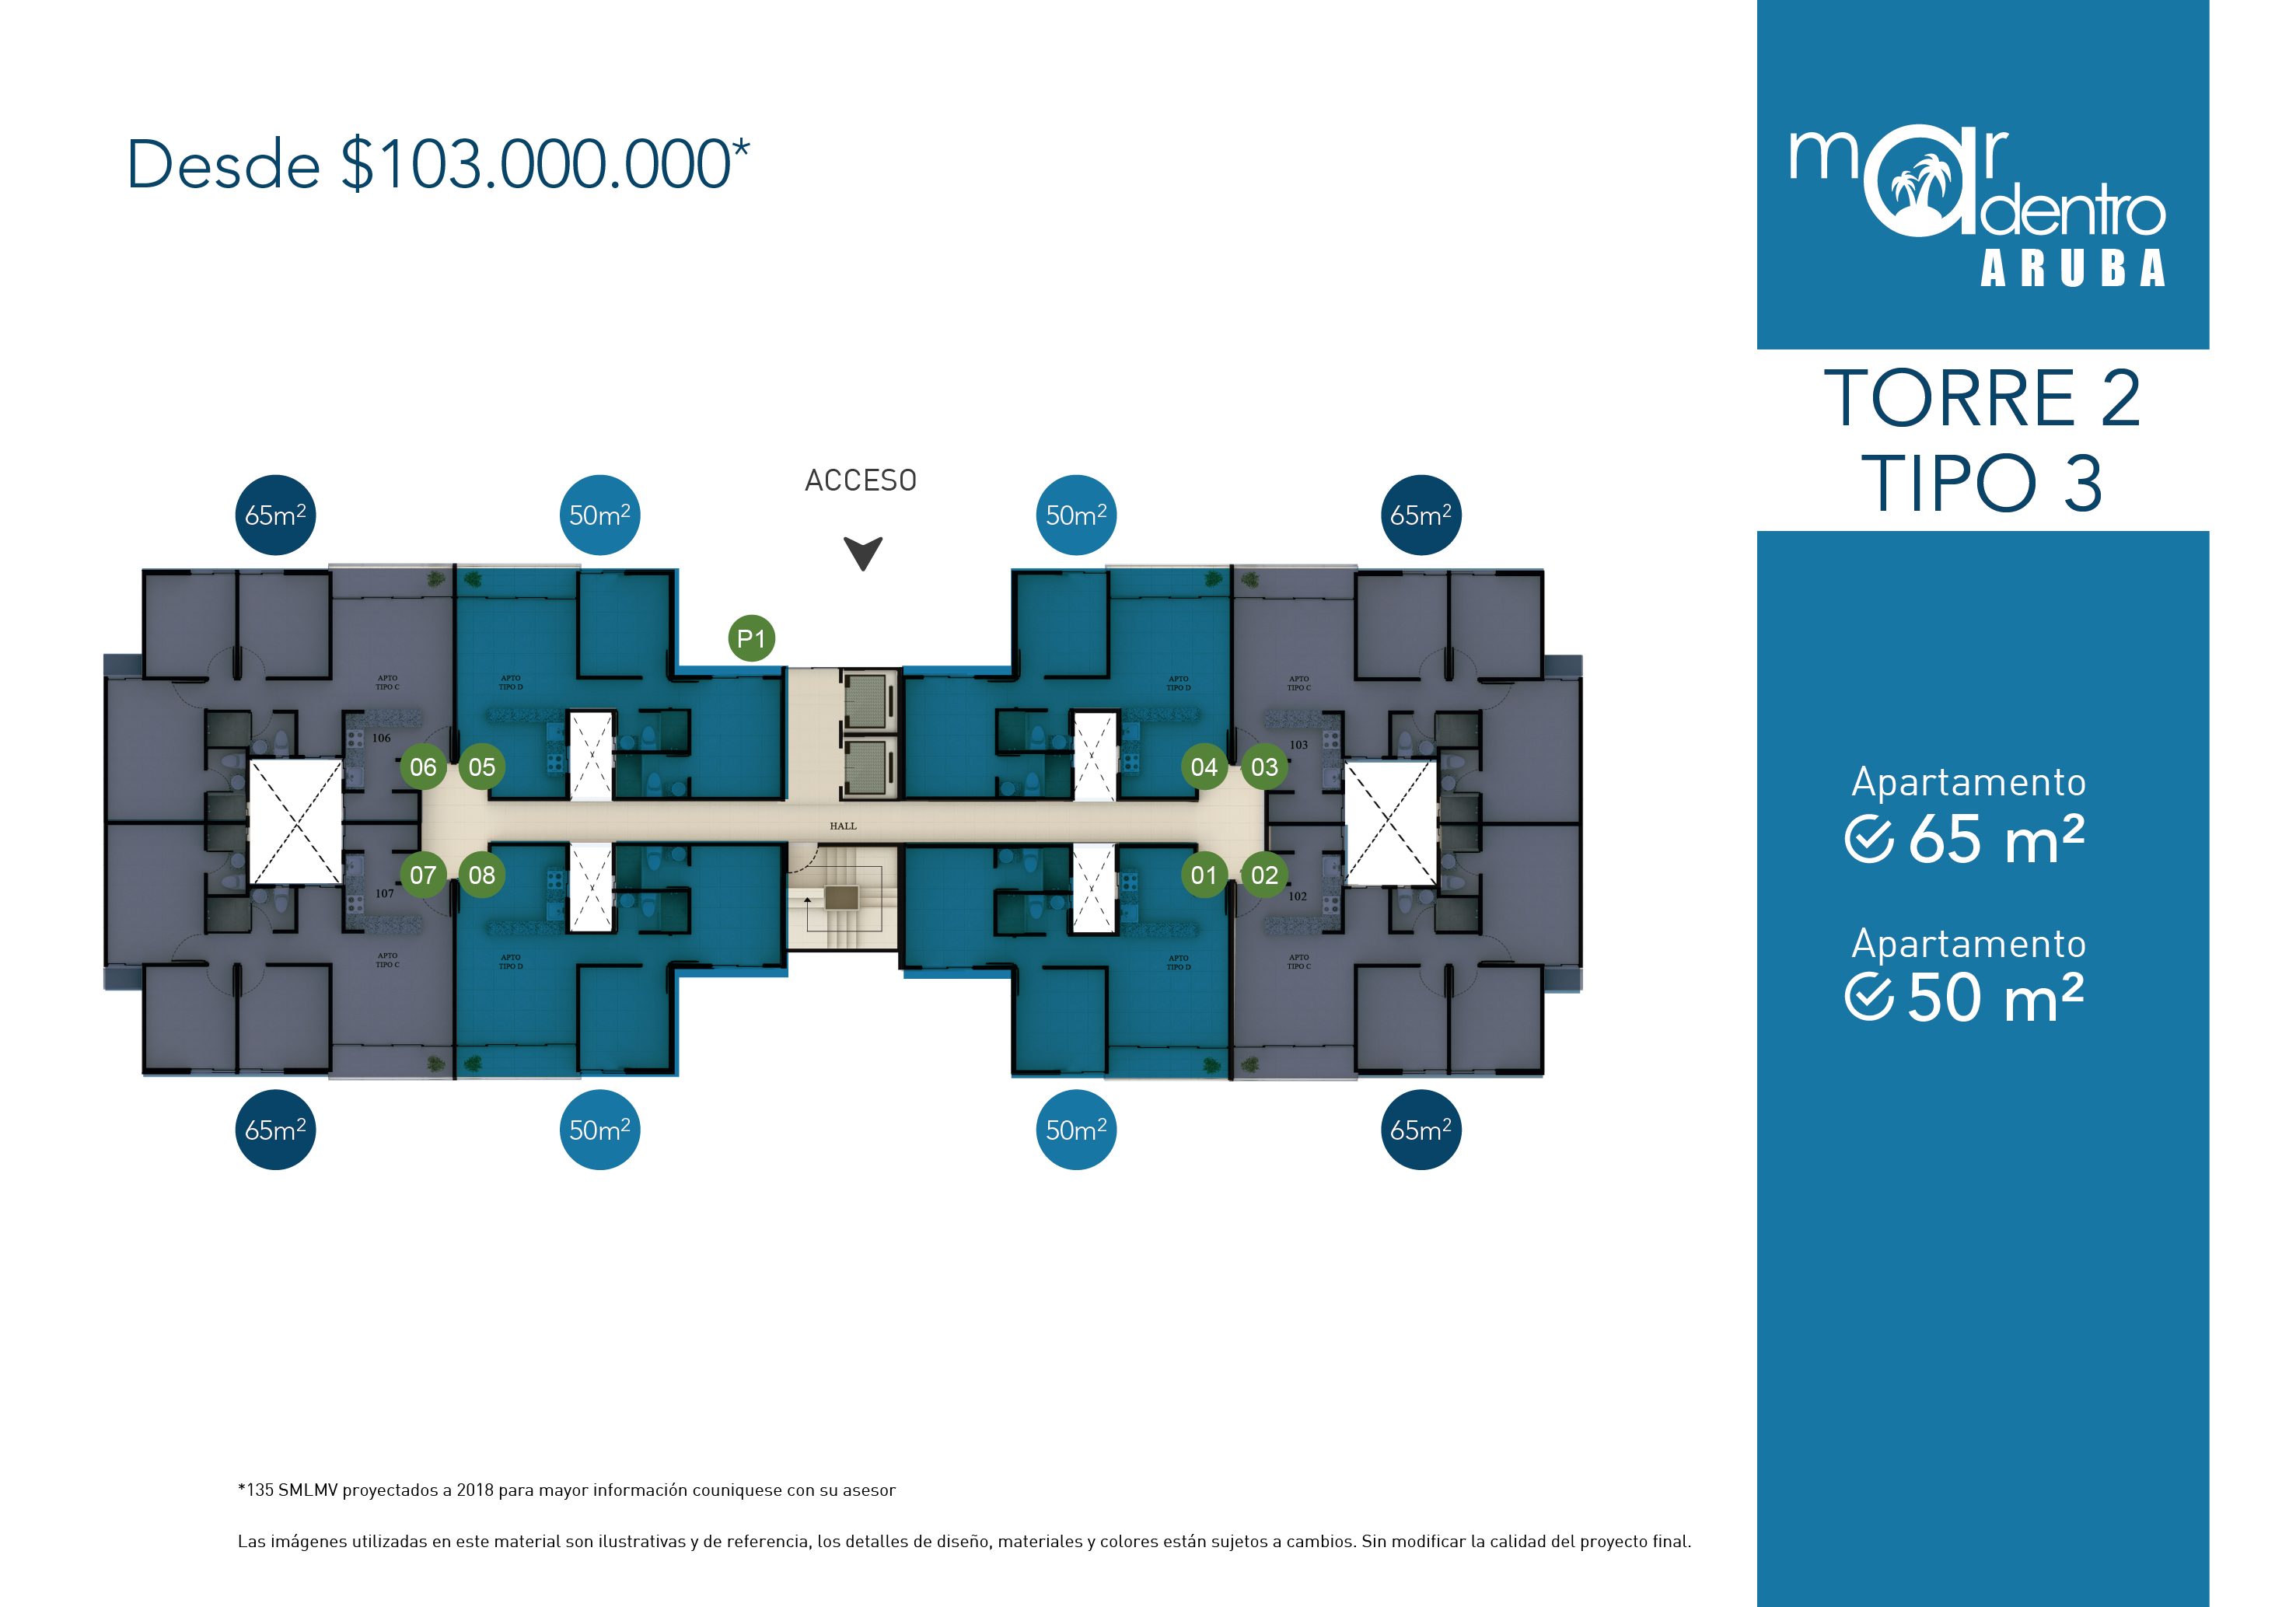 Desde $103.000.000*
mar
adentro
ARUBA
TORRE 2
TIPO 3
ACCESO
65m²
50m²
50m²
65m²
P1
APTO
TIPO C
APTO
TIPO D
APTO
TIPO D
APTO
TIPO C
106
103
06
05
04
03
HALL
07
08
01
02
107
102
APTO
TIPO C
APTO
TIPO D
APTO
TIPO D
APTO
TIPO C
65m²
50m²
50m²
65m²
Apartamento
65 m²
Apartamento
50 m²
*135 SMLMV proyectados a 2018 para mayor información couniquese con su asesor
Las imágenes utilizadas en este material son ilustrativas y de referencia, los detalles de diseño, materiales y colores están sujetos a cambios. Sin modificar la calidad del proyecto final.